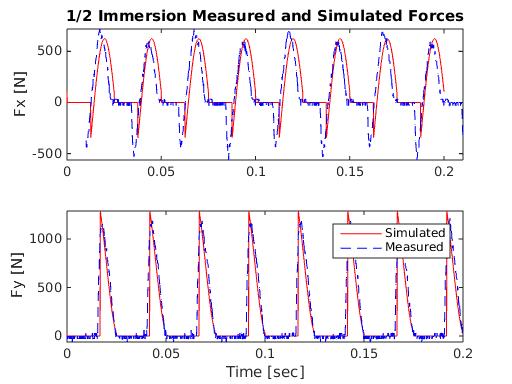 1/2 Immersion Measured and Simulated Forces
Fx [N]
500
0
-500
0
0.05
0.1
0.15
0.2
Fy [N]
1000
500
0
Simulated
Measured
0
0.05
0.1
0.15
0.2
Time [sec]